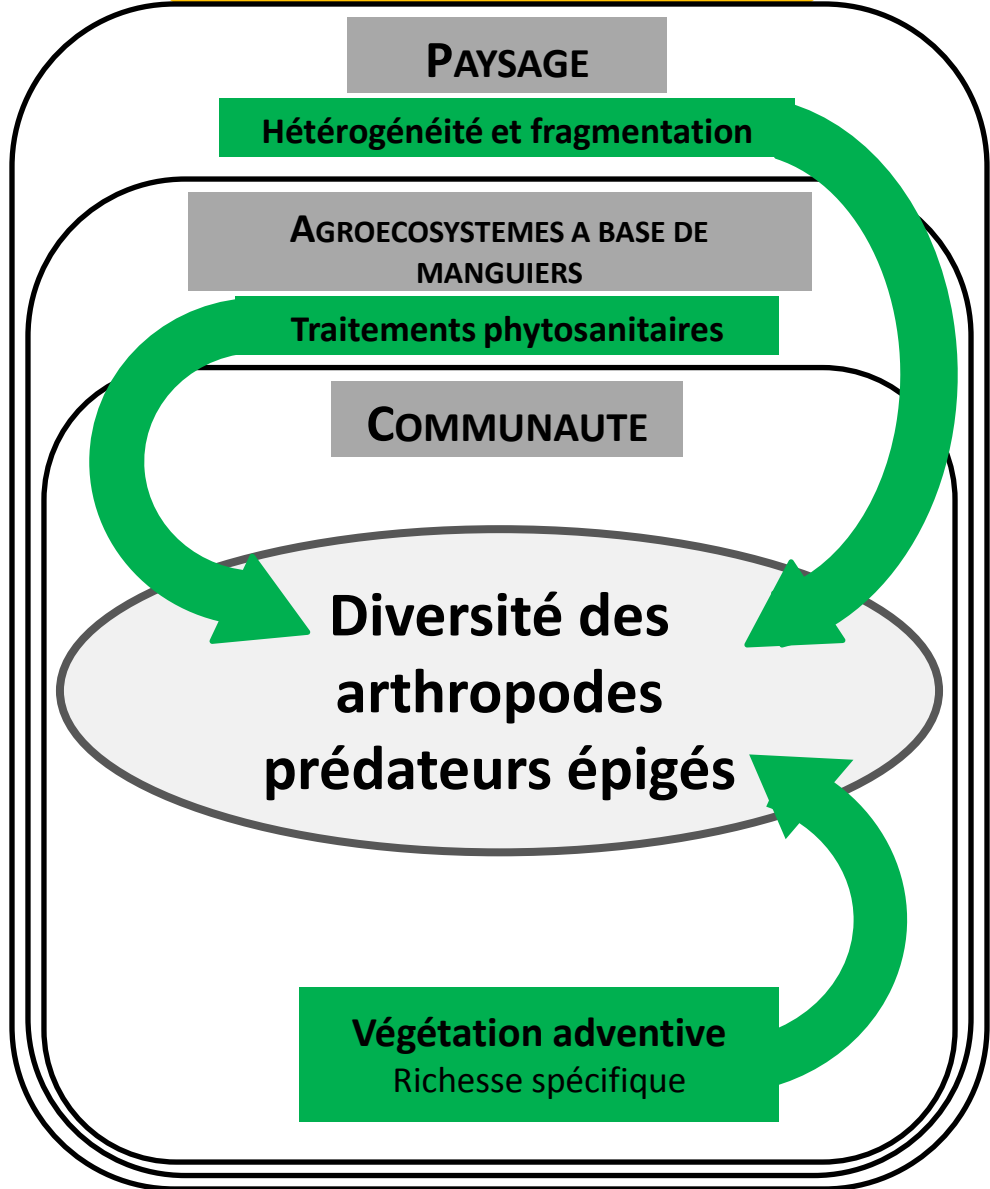 PAYSAGE
Hétérogénéité et fragmentation
AGROECOSYSTEMES A BASE DE
MANGUIERS
Traitements phytosanitaires
COMMUNAUTE
Diversité des
arthropodes
prédateurs épigés
Végétation adventive
Richesse spécifique